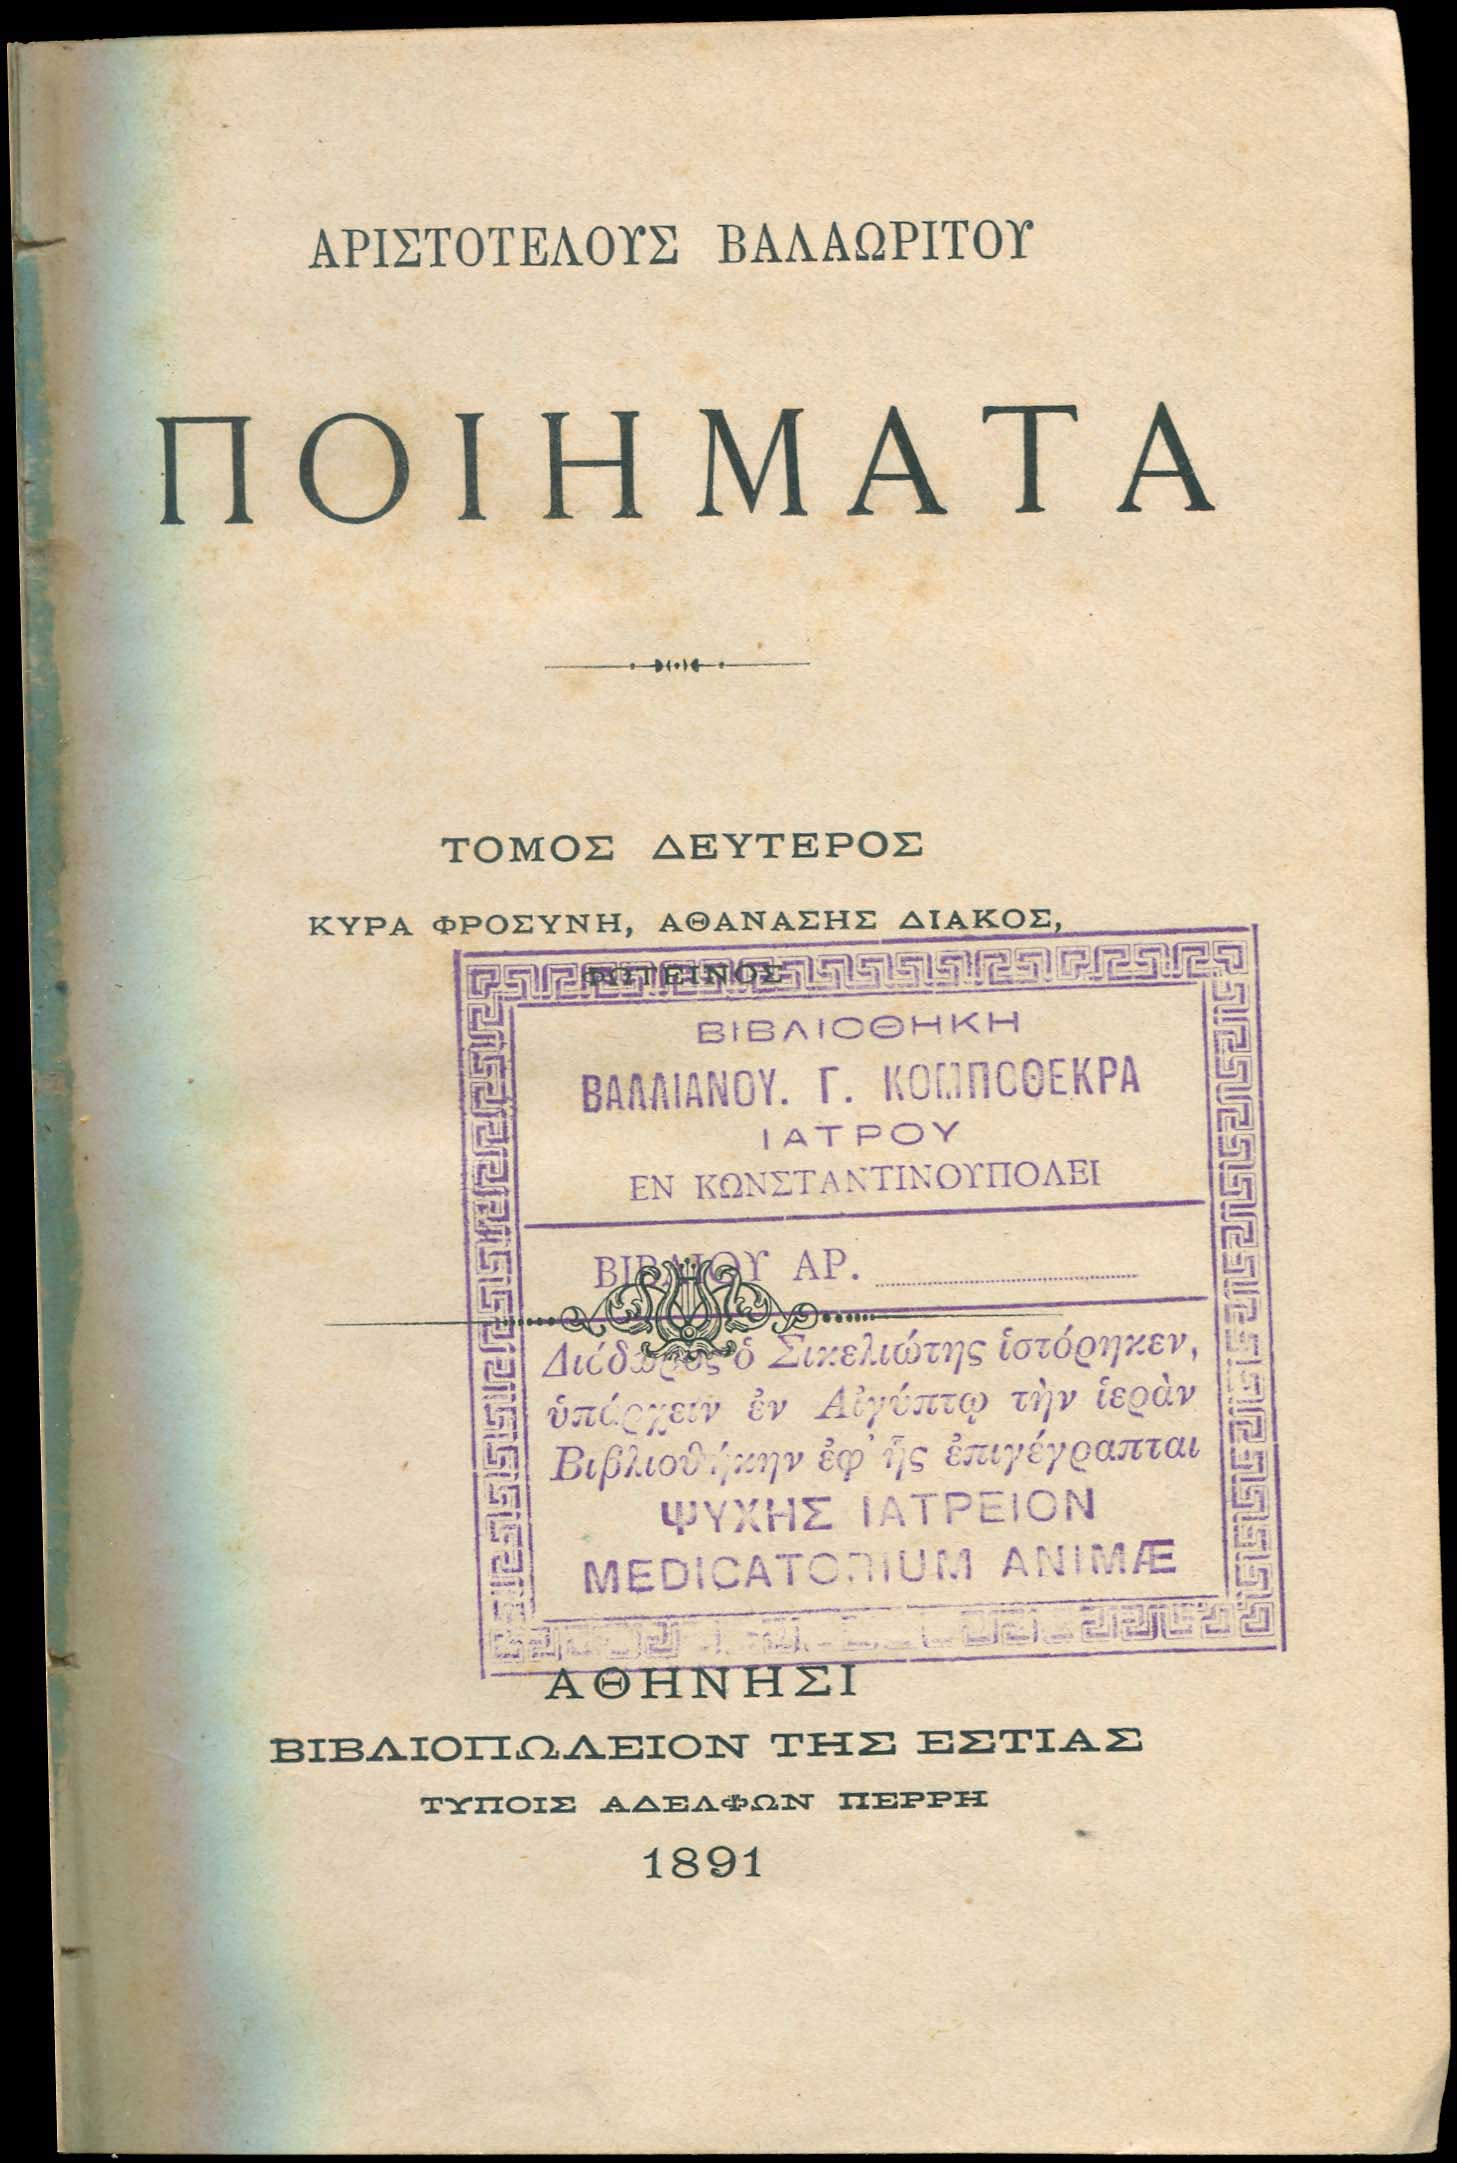 ΑΡΙΣΤΟΤΕΛΟΥΣ ΒΑΛΑΩΡΙΤΟΥ
ΠΟΙΗΜΑΤΑ
ΤΟΜΟΣ ΔΕΥΤΕΡΟΣ
ΚΥΡΑ ΦΡΟΣΥΝΗ, ΑΘΑΝΑΣΗΣ ΔΙΑΚΟΣ,
ΦΩΤΕΙΝΟΣ
ΒΙΒΛΙΟΘΗΚΗ
ΒΑΛΛΙΑΝΟΥ. Γ. ΚΟΜΠΟΘΕΚΡΑ
ΙΑΤΡΟΥ
ΕΝ ΚΩΝΣΤΑΝΤΙΝΟΥΠΟΛΕΙ
ΒΙΒΛΙΟΥ ΑΡ.
Διόδωρος ὁ Σικελιώτης ἱστόρηκεν,
ὑπάρχειν ἐν Αἰγύπτῳ τὴν ἱερὰν
Βιβλιοθήκην ἐφ' ἧς ἐπιγέγραπται
ΨΥΧΗΣ ΙΑΤΡΕΙΟΝ
MEDICATORIUM ANIMÆ
ΑΘΗΝΗΣΙ
ΒΙΒΛΙΟΠΩΛΕΙΟΝ ΤΗΣ ΕΣΤΙΑΣ
ΤΥΠΟΙΣ ΑΔΕΛΦΩΝ ΠΕΡΡΗ
1891